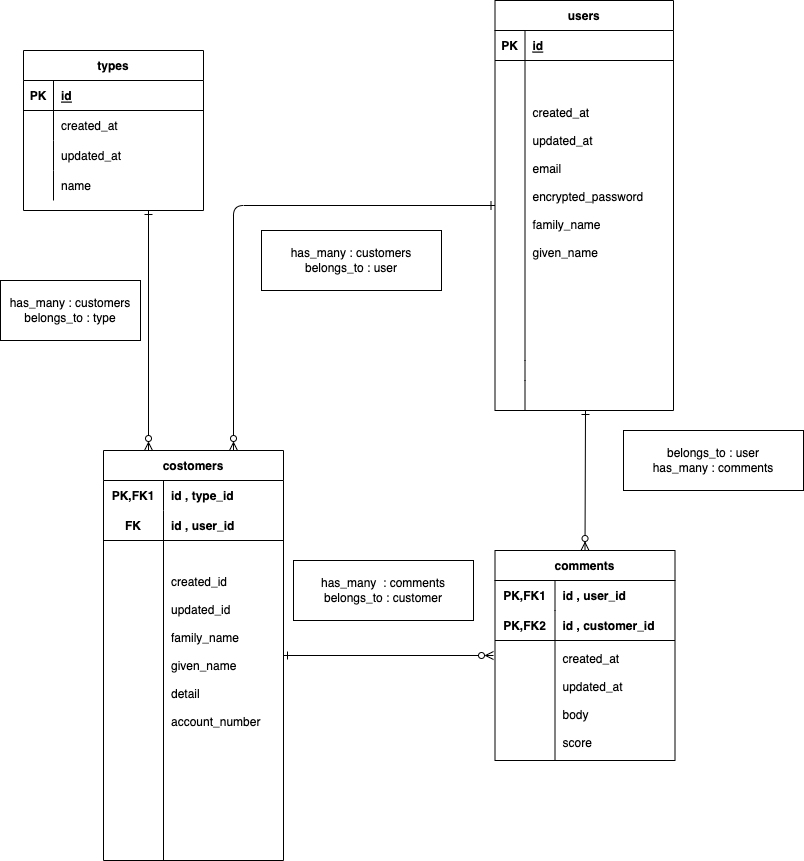 users
PK id
created_at
updated_at
email
encrypted_password
family_name
given_name
types
PK id
created_at
updated_at
name
has_many : customers
belongs_to : user
has_many : customers
belongs_to : type
belongs_to : user
has_many : comments
costomers
PK,FK1 id , type_id
FK id , user_id
created_id
updated_id
family_name
given_name
detail
account_number
has_many : comments
belongs_to : customer
comments
PK,FK1 id , user_id
PK,FK2 id , customer_id
created_at
updated_at
body
score